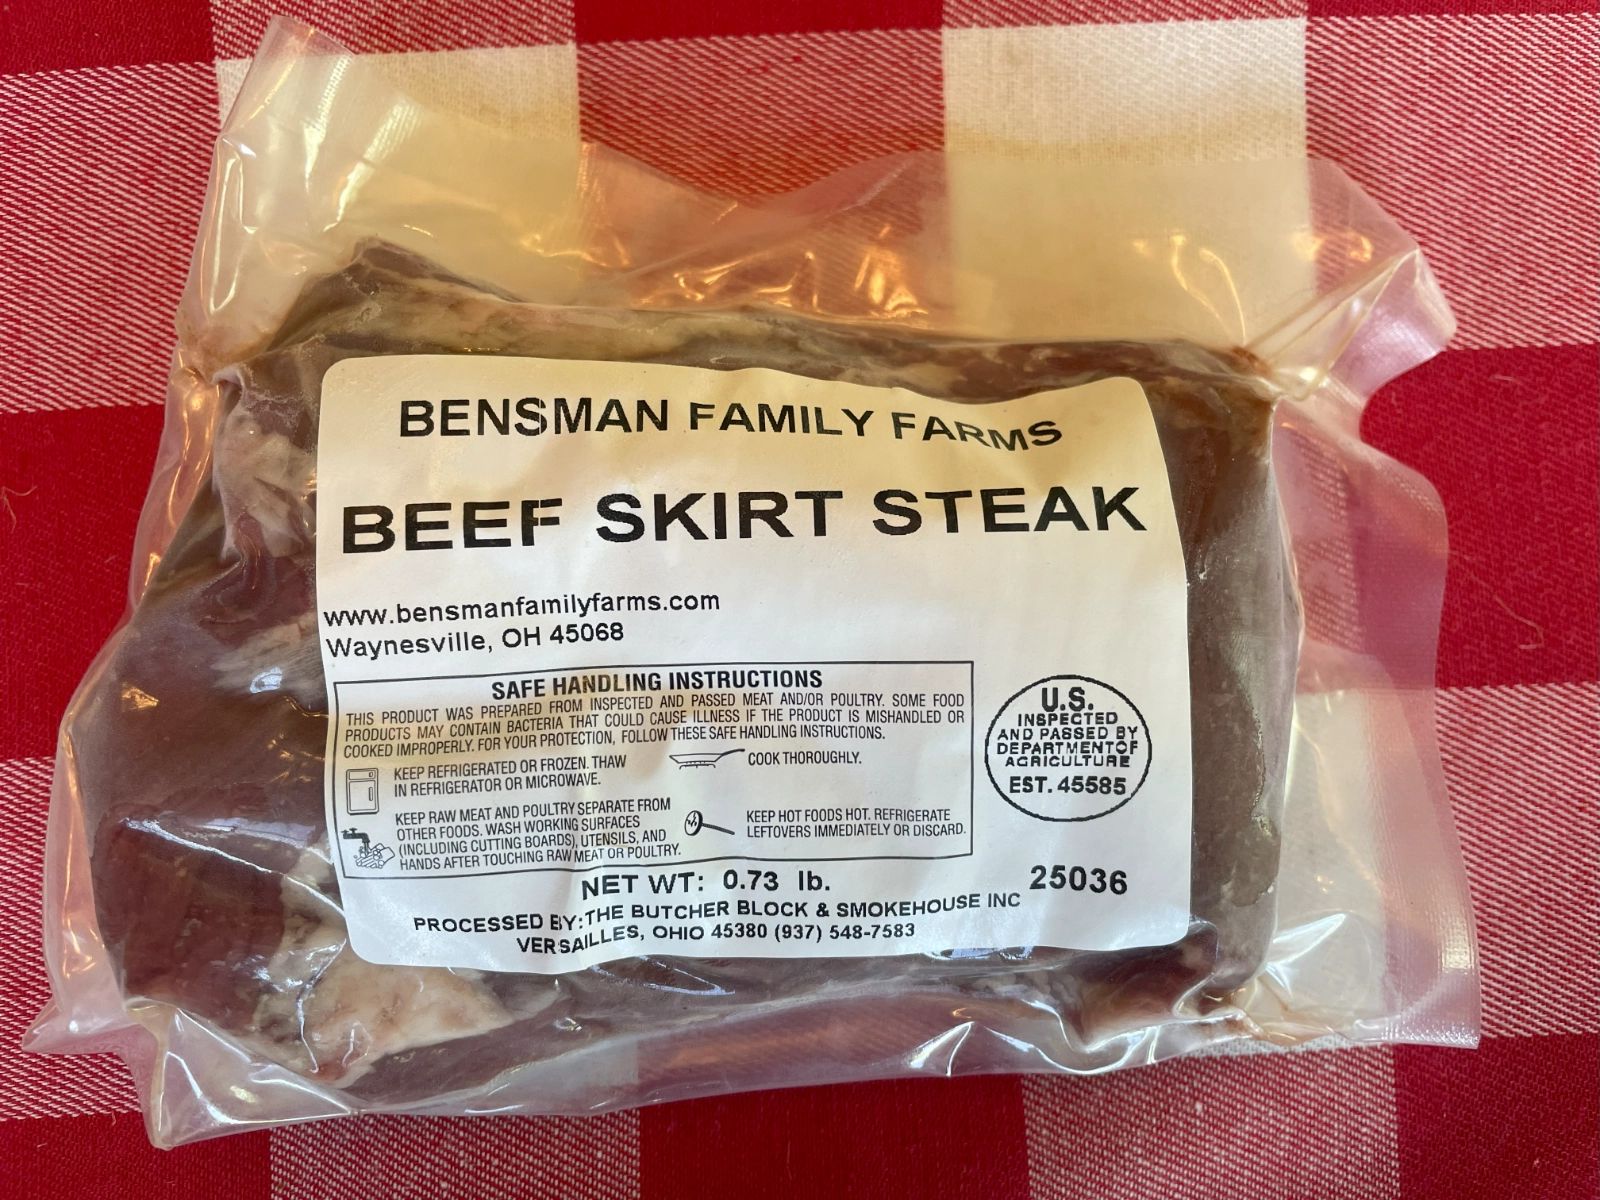 BENSMAN FAMILY FARMS
BEEF SKIRT STEAK
www.bensmanfamilyfarms.com
Waynesville, OH 45068
SAFE HANDLING INSTRUCTIONS
THIS PRODUCT WAS PREPARED FROM INSPECTED AND PASSED MEAT AND/OR POULTRY. SOME FOOD
PRODUCTS MAY CONTAIN BACTERIA THAT COULD CAUSE ILLNESS IF THE PRODUCT IS MISHANDLED OR
COOKED IMPROPERLY. FOR YOUR PROTECTION, FOLLOW THESE SAFE HANDLING INSTRUCTIONS.
KEEP REFRIGERATED OR FROZEN. THAW
IN REFRIGERATOR OR MICROWAVE.
COOK THOROUGHLY.
KEEP RAW MEAT AND POULTRY SEPARATE FROM
OTHER FOODS. WASH WORKING SURFACES
(INCLUDING CUTTING BOARDS), UTENSILS, AND
HANDS AFTER TOUCHING RAW MEAT OR POULTRY.
KEEP HOT FOODS HOT. REFRIGERATE
LEFTOVERS IMMEDIATELY OR DISCARD.
U.S.
INSPECTED
AND PASSED BY
DEPARTMENT OF
AGRICULTURE
EST. 45585
NET WT: 0.73 lb.
25036
PROCESSED BY: THE BUTCHER BLOCK & SMOKEHOUSE INC
VERSAILLES, OHIO 45380 (937) 548-7583